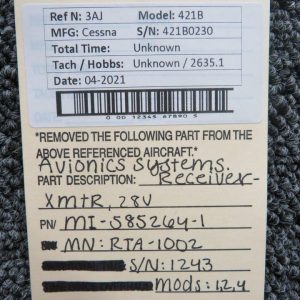 Ref N: 3AJ Model: 421B
MFG: Cessna S/N: 421B0230
Total Time: Unknown
Tach / Hobbs: Unknown / 2635.1
Date: 04-2021
0 00 12345 67890 5
*REMOVED THE FOLLOWING PART FROM THE
ABOVE REFERENCED AIRCRAFT.*
Avionics Systems,
PART DESCRIPTION: Receiver-
XmtR, 28V
PN/ MI-585264-1
MN: RTA-1002
S/N: 1243
mods: 1,2,4